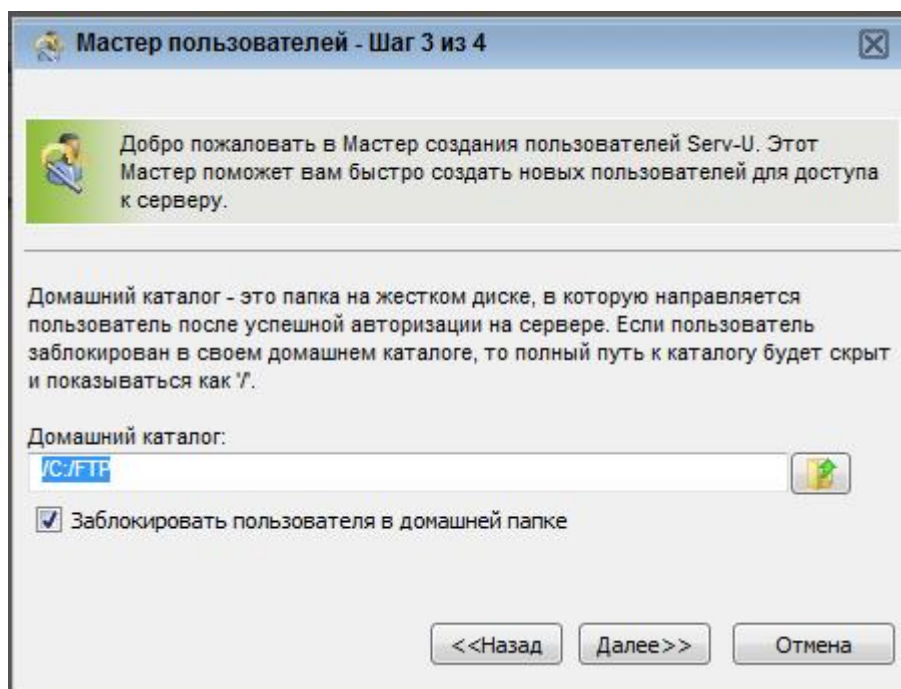 Мастер пользователей - Шаг 3 из 4
Добро пожаловать в Мастер создания пользователей Serv-U. Этот
Мастер поможет вам быстро создать новых пользователей для доступа
к серверу.
Домашний каталог - это папка на жестком диске, в которую направляется
пользователь после успешной авторизации на сервере. Если пользователь
заблокирован в своем домашнем каталоге, то полный путь к каталогу будет скрыт
и показываться как '/'.
Домашний каталог:
/C:/FTP
Заблокировать пользователя в домашней папке
<<Назад
Далее>>
Отмена